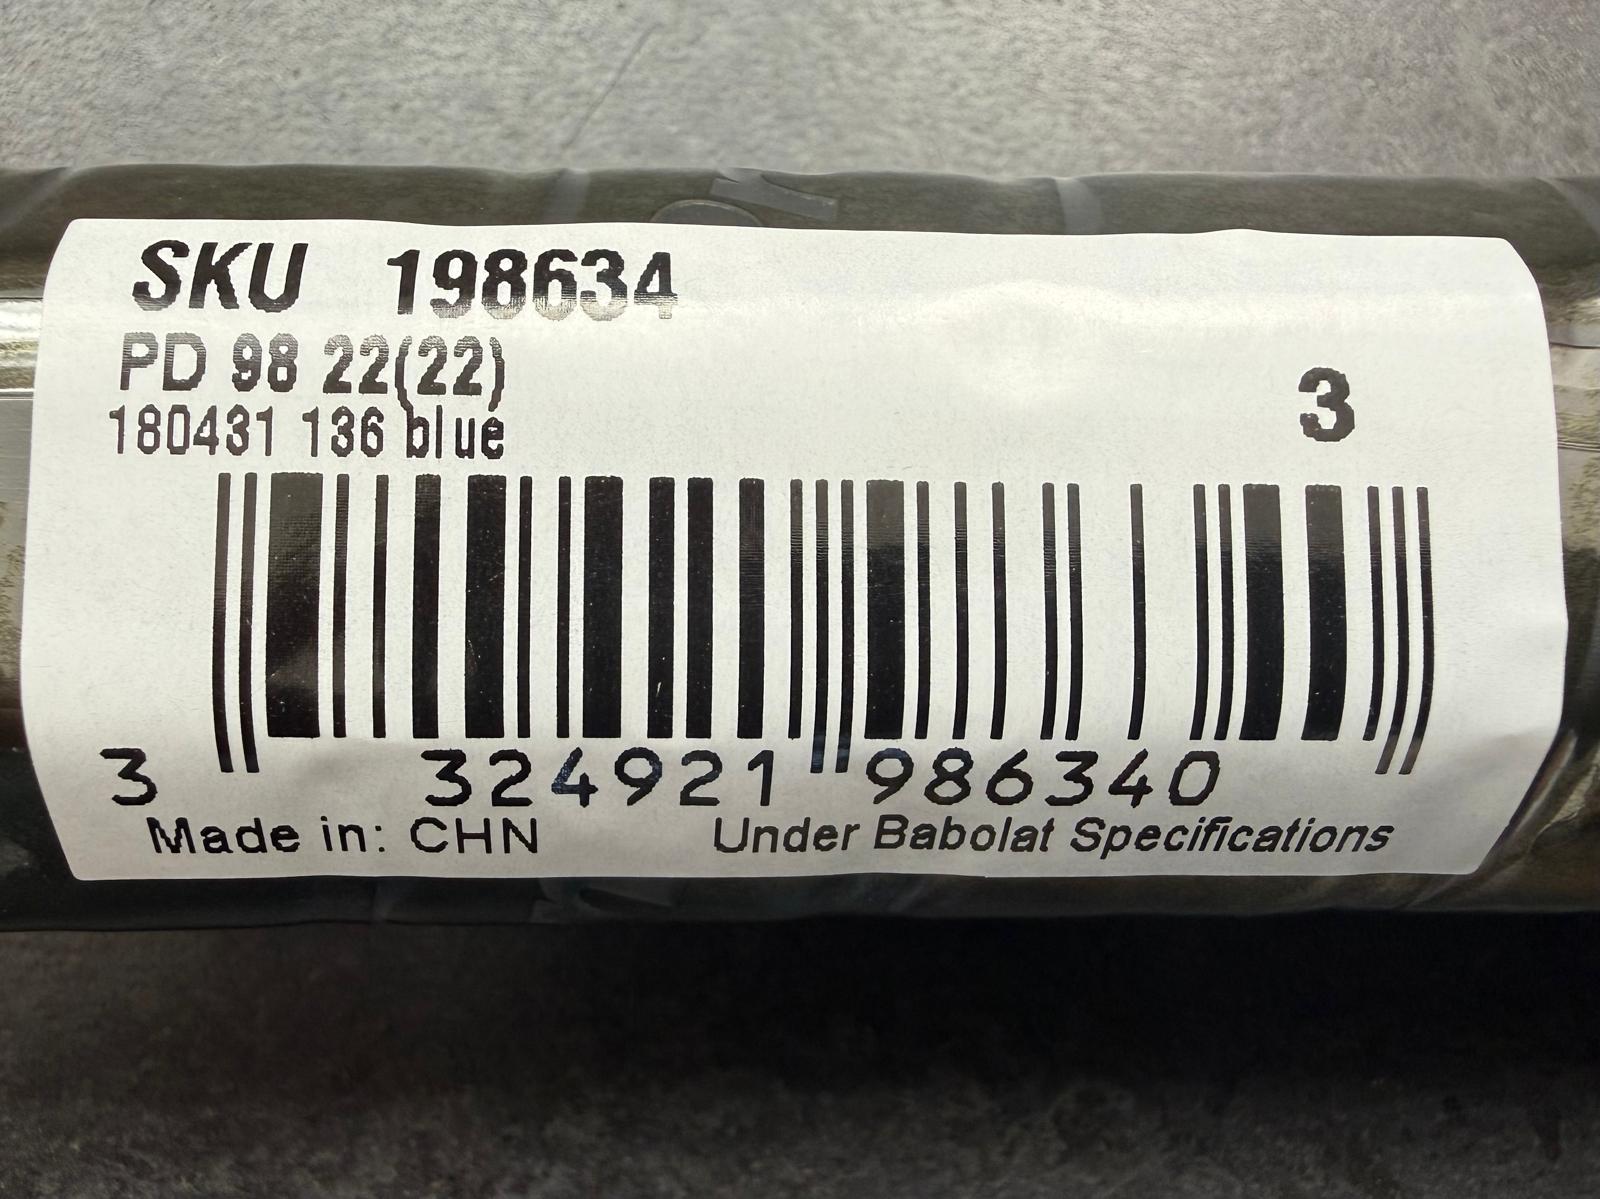 SKU 198634
PD 98 22(22)
3
180431 136 blue
3 324921 986340
Made in: CHN Under Babolat Specifications